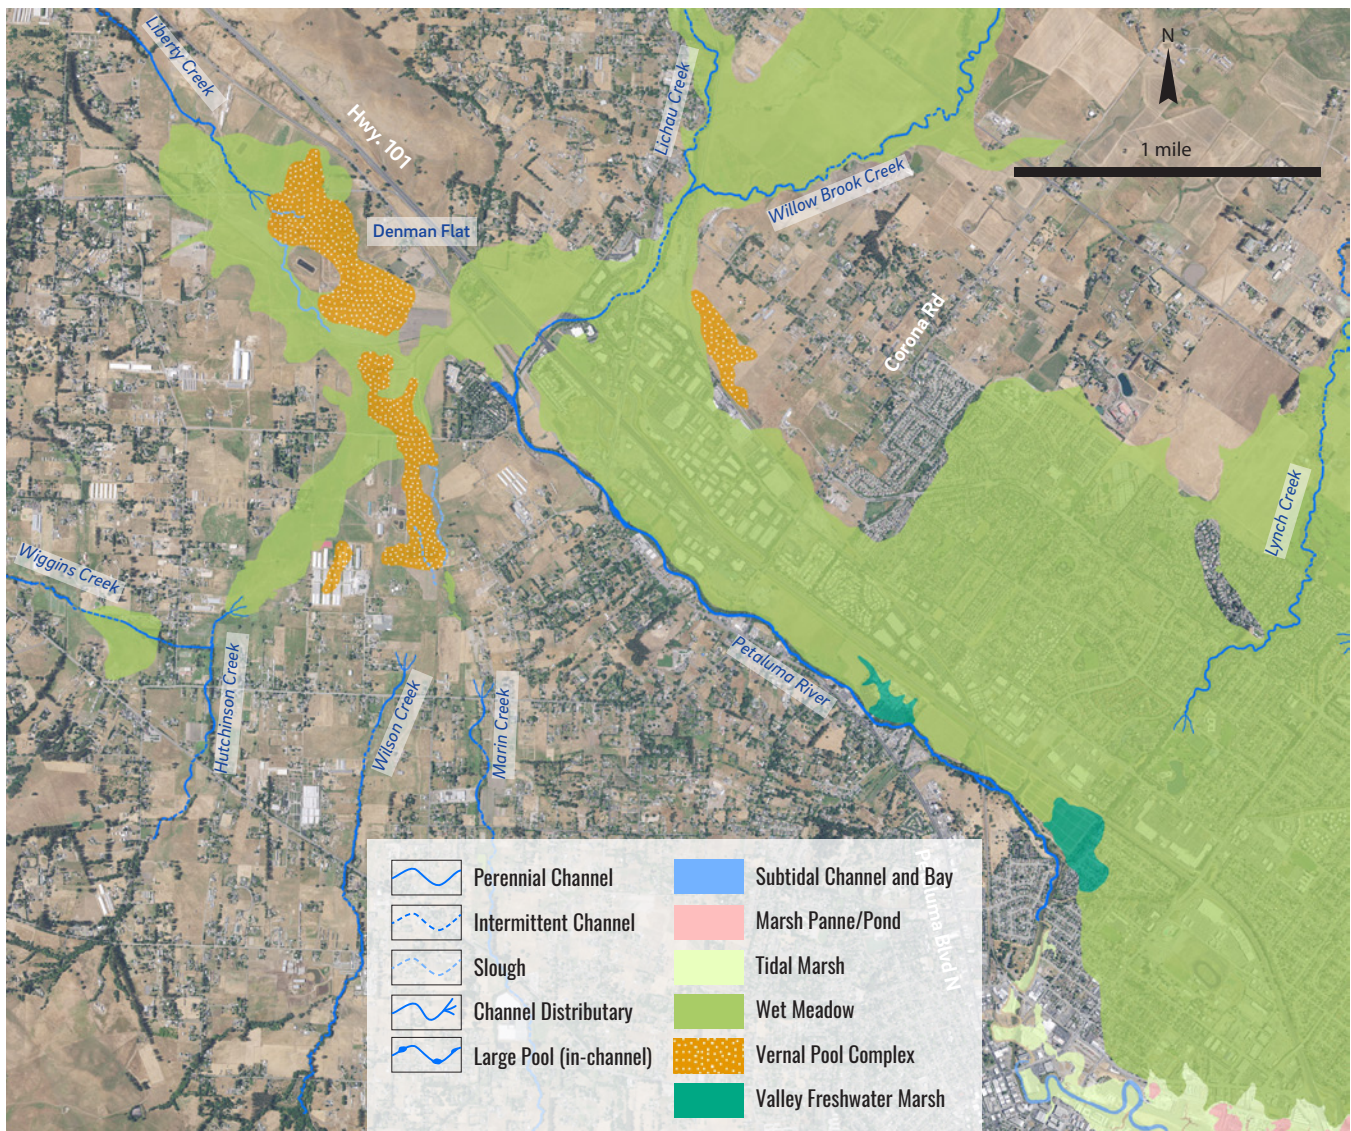 Liberty Creek
Hwy. 101
Lichau Creek
N
1 mile
Willow Brook Creek
Denman Flat
Corona Rd
Lynch Creek
Wiggins Creek
Hutchinson Creek
Wilson Creek
Marin Creek
Petaluma River
Petaluma Blvd N
Perennial Channel
Intermittent Channel
Slough
Channel Distributary
Large Pool (in-channel)
Subtidal Channel and Bay
Marsh Panne/Pond
Tidal Marsh
Wet Meadow
Vernal Pool Complex
Valley Freshwater Marsh